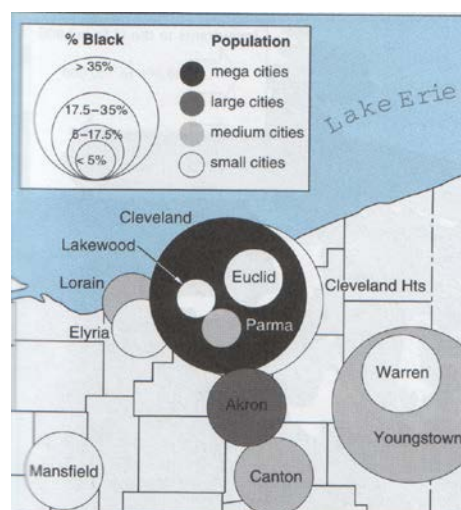 % Black
Population
> 35%
17.5–35%
5–17.5%
< 5%
mega cities
large cities
medium cities
small cities
Lake Erie
Cleveland
Lakewood
Euclid
Lorain
Cleveland Hts
Elyria
Parma
Warren
Akron
Youngstown
Mansfield
Canton